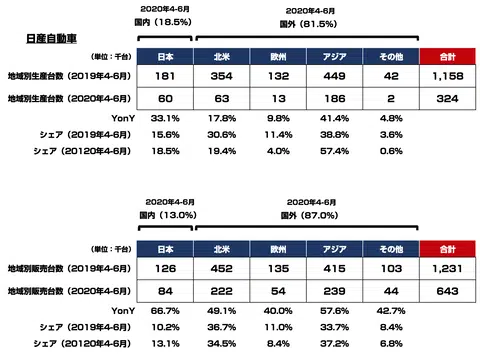 2020年4-6月 2020年4-6月
国内（18.5%） 国外（81.5%）
日産自動車
（単位：千台） 日本 北米 欧州 アジア その他 合計
地域別生産台数（2019年4-6月） 181 354 132 449 42 1,158
地域別生産台数（2020年4-6月） 60 63 13 186 2 324
YonY 33.1% 17.8% 9.8% 41.4% 4.8%
シェア（2019年4-6月） 15.6% 30.6% 11.4% 38.8% 3.6%
シェア（20120年4-6月） 18.5% 19.4% 4.0% 57.4% 0.6%
2020年4-6月 2020年4-6月
国内（13.0%） 国外（87.0%）
（単位：千台） 日本 北米 欧州 アジア その他 合計
地域別販売台数（2019年4-6月） 126 452 135 415 103 1,231
地域別販売台数（2020年4-6月） 84 222 54 239 44 643
YonY 66.7% 49.1% 40.0% 57.6% 42.7%
シェア（2019年4-6月） 10.2% 36.7% 11.0% 33.7% 8.4%
シェア（20120年4-6月） 13.1% 34.5% 8.4% 37.2% 6.8%